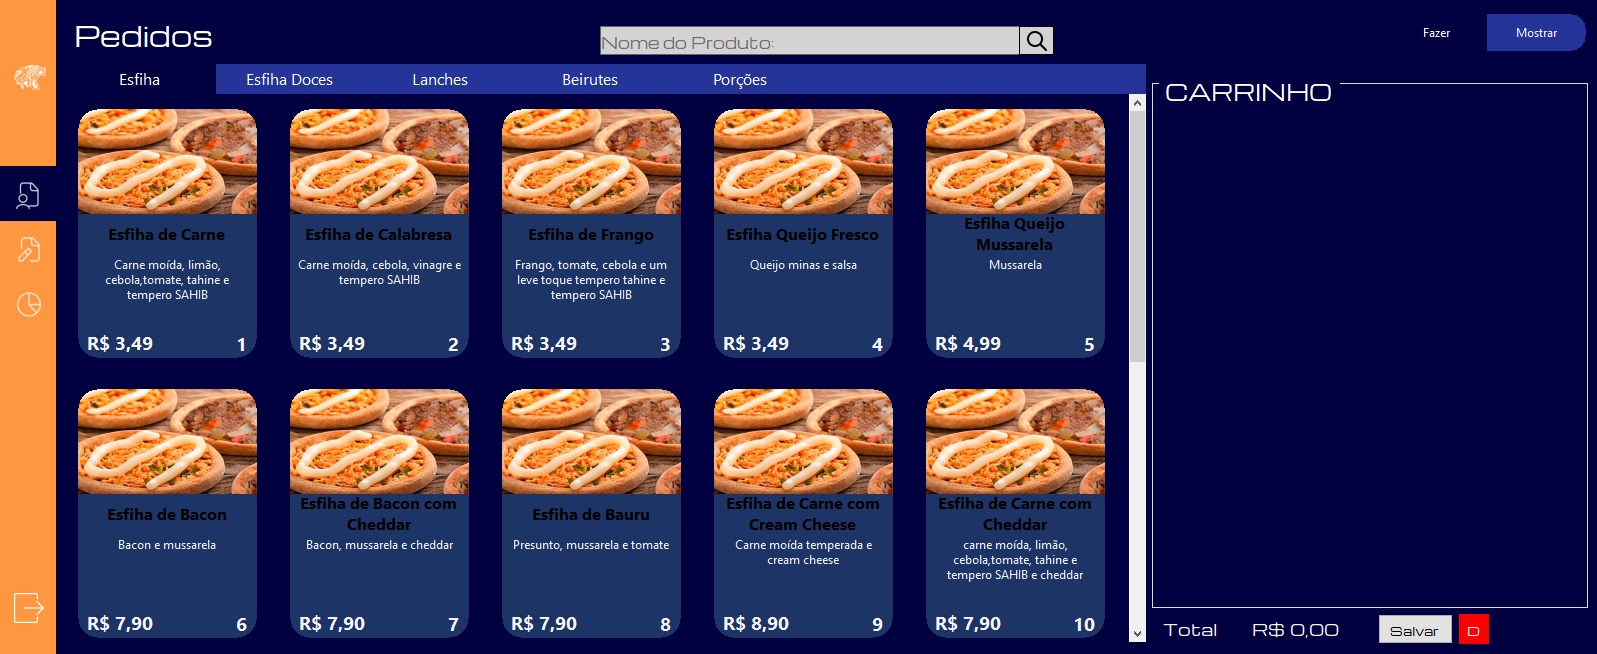 Pedidos
Nome do Produto:
Fazer
Mostrar
Esfiha
Esfiha Doces
Lanches
Beirutes
Porções
CARRINHO
Esfiha de Carne
Carne moída, limão,
cebola,tomate, tahine e
tempero SAHIB
R$ 3,49
1
Esfiha de Calabresa
Carne moída, cebola, vinagre e
tempero SAHIB
R$ 3,49
2
Esfiha de Frango
Frango, tomate, cebola e um
leve toque tempero tahine e
tempero SAHIB
R$ 3,49
3
Esfiha Queijo Fresco
Queijo minas e salsa
R$ 3,49
4
Esfiha Queijo
Mussarela
Mussarela
R$ 4,99
5
Esfiha de Bacon
Bacon e mussarela
R$ 7,90
6
Esfiha de Bacon com
Cheddar
Bacon, mussarela e cheddar
R$ 7,90
7
Esfiha de Bauru
Presunto, mussarela e tomate
R$ 7,90
8
Esfiha de Carne com
Cream Cheese
Carne moída temperada e
cream cheese
R$ 8,90
9
Esfiha de Carne com
Cheddar
carne moída, limão,
cebola,tomate, tahine e
tempero SAHIB e cheddar
R$ 7,90
10
Total
R$ 0,00
Salvar
D